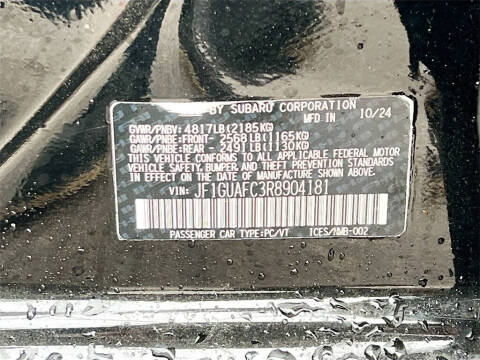 BY SUBARU CORPORATION 10/24
GVWR/PNBV: 4817LB(2185KG)
GAWR/PNBE:FRONT- 2568LB(1165KG)
GAWR/PNBE:REAR - 2491LB(1130KG) MADE IN JAPAN
THIS VEHICLE CONFORMS TO ALL APPLICABLE FEDERAL MOTOR
VEHICLE SAFETY, BUMPER, AND THEFT PREVENTION STANDARDS
IN EFFECT ON THE DATE OF MANUFACTURE SHOWN ABOVE.
VIN: JF1GUAFC3R8904181
PASSENGER CAR TYPE:PC/VT ICES/NMB-002